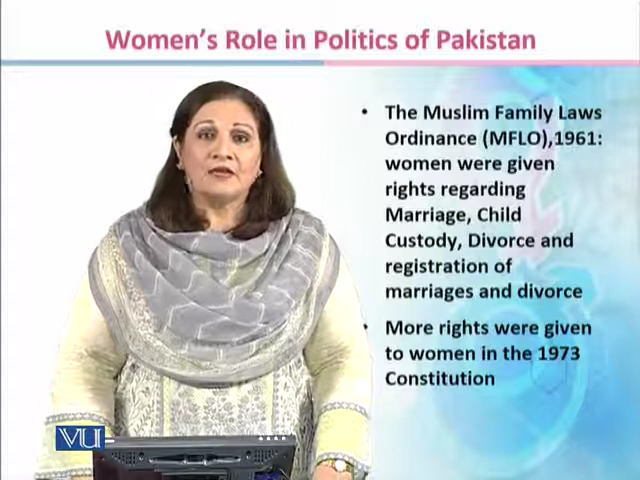 Women's Role in Politics of Pakistan
• The Muslim Family Laws
Ordinance (MFLO),1961:
women were given
rights regarding
Marriage, Child
Custody, Divorce and
registration of
marriages and divorce
• More rights were given
to women in the 1973
Constitution
VU